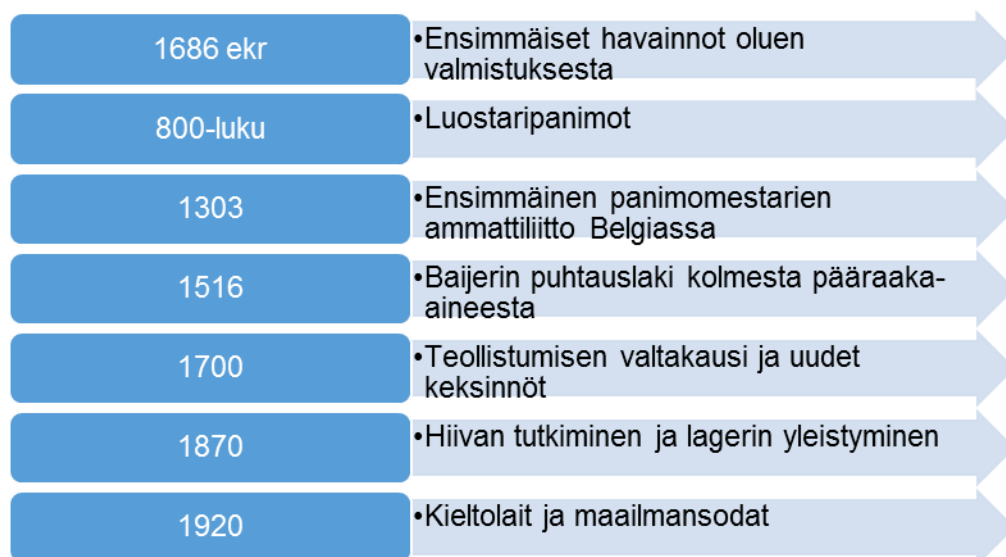 1686 ekr
•Ensimmäiset havainnot oluen
valmistuksesta
800-luku
•Luostaripanimot
1303
•Ensimmäinen panimomestarien
ammattiliitto Belgiassa
1516
•Baijerin puhtauslaki kolmesta pääraaka-
aineesta
1700
•Teollistumisen valtakausi ja uudet
keksinnöt
1870
•Hiivan tutkiminen ja lagerin yleistyminen
1920
•Kieltolait ja maailmansodat